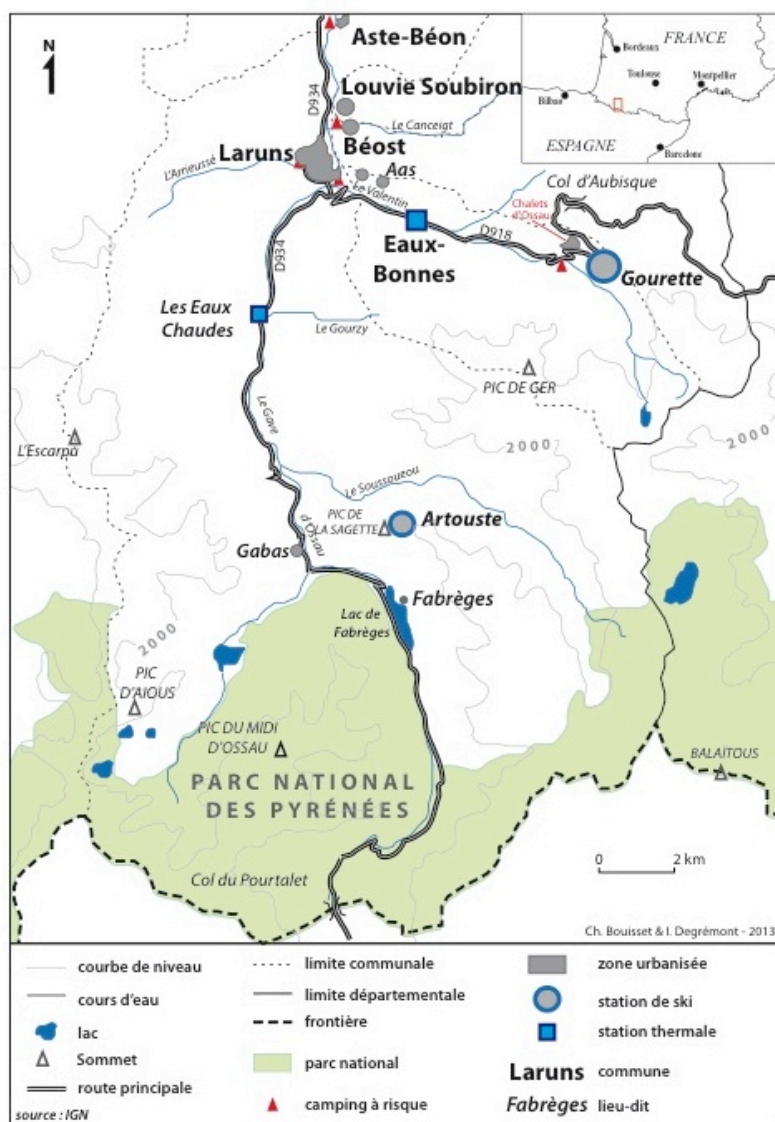 N
Aste-Béon
Louvie Soubiron
D934
Le Canceigt
Béost
Laruns
Aas
L'Arrieussé
Le Valentin
Col d'Aubisque
Chalets
d'Ossau
Eaux-
Bonnes
D918
Gourette
D934
Les Eaux
Chaudes
Le Gourzy
PIC DE GER
L'Escarpu
Le Gave
d'Ossau
2000
2000
Le Soussouéou
PIC DE
LA SAGETTE
Artouste
Gabas
Fabrèges
Lac de
Fabrèges
2000
PIC
D'AIOUS
PIC DU MIDI
D'OSSAU
PARC NATIONAL
DES PYRÉNÉES
BALAÏTOUS
Col du Pourtalet
0 2 km
Ch. Bouisset & I. Degrémont - 2013
FRANCE
Bordeaux
Toulouse
Montpellier
Bilbao
ESPAGNE
Barcelone
courbe de niveau
cours d'eau
lac
Sommet
route principale
source : IGN
limite communale
limite départementale
frontière
parc national
camping à risque
zone urbanisée
station de ski
station thermale
Laruns commune
Fabrèges lieu-dit